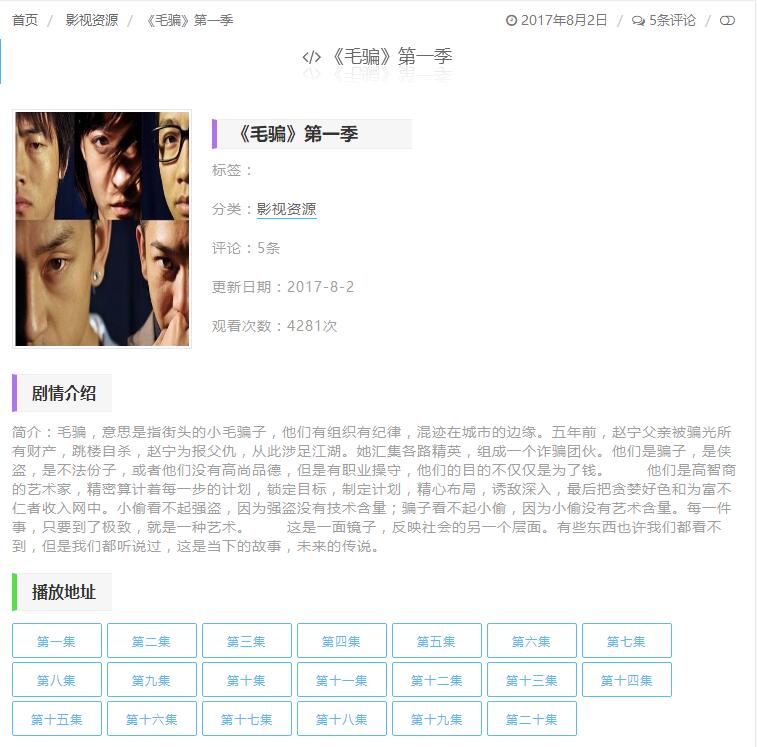 首页 / 影视资源 / 《毛骗》第一季 2017年8月2日 / 5条评论 /
</> 《毛骗》第一季
《毛骗》第一季
标签：
分类：影视资源
评论：5条
更新日期：2017-8-2
观看次数：4281次
剧情介绍
简介：毛骗，意思是指街头的小毛骗子，他们有组织有纪律，混迹在城市的边缘。五年前，赵宁父亲被骗光所
有财产，跳楼自杀，赵宁为报父仇，从此涉足江湖。她汇集各路精英，组成一个诈骗团伙。他们是骗子，是侠
盗，是不法份子，或者他们没有高尚品德，但是有职业操守，他们的目的不仅仅是为了钱。 他们是高智商
的艺术家，精密算计着每一步的计划，锁定目标，制定计划，精心布局，诱敌深入，最后把贪婪好色和为富不
仁者收入网中。小偷看不起强盗，因为强盗没有技术含量；骗子看不起小偷，因为小偷没有艺术含量。每一件
事，只要到了极致，就是一种艺术。 这是一面镜子，反映社会的另一个层面。有些东西也许我们都看不
到，但是我们都听说过，这是当下的故事，未来的传说。
播放地址
第一集 第二集 第三集 第四集 第五集 第六集 第七集
第八集 第九集 第十集 第十一集 第十二集 第十三集 第十四集
第十五集 第十六集 第十七集 第十八集 第十九集 第二十集